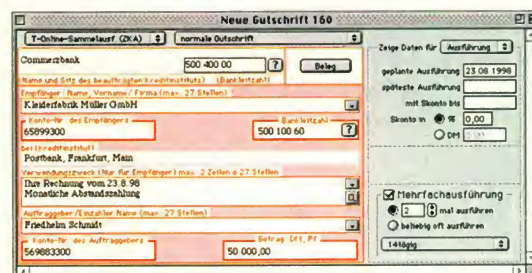 Neue Gutschrift 160
T-Online-Sammelausf (ZKA)
normale Gutschrift
Commerzbank
500 400 00
?
Beleg
Name und Sitz des beauftragten Kreditinstituts) (Bankleitzahl)
Empfänger: Name, Vorname/Firma (max. 27 Stellen)
Kleiderfabrik Müller GmbH
Konto-Nr. des Empfängers
Bankleitzahl
65899300
500 100 60
?
bei (Kreditinstitut)
Postbank, Frankfurt, Main
Verwendungszweck (Nur für Empfänger) max. 2 Zeilen à 27 Stellen
Ihre Rechnung vom 23.8.98
Monatliche Abstandszahlung
Auftraggeber/Einzahler Name (max. 27 Stellen)
Friedhelm Schmidt
Konto-Nr. des Auftraggebers
Betrag: DM, Pf
569883300
50 000,00
Zeige Daten für
Ausführung
geplante Ausführung
23 08 1998
späteste Ausführung
mit Skonto bis
Skonto in
%
0,00
DM
Mehrfachausführung
2
mal ausführen
beliebig oft ausführen
14tägig